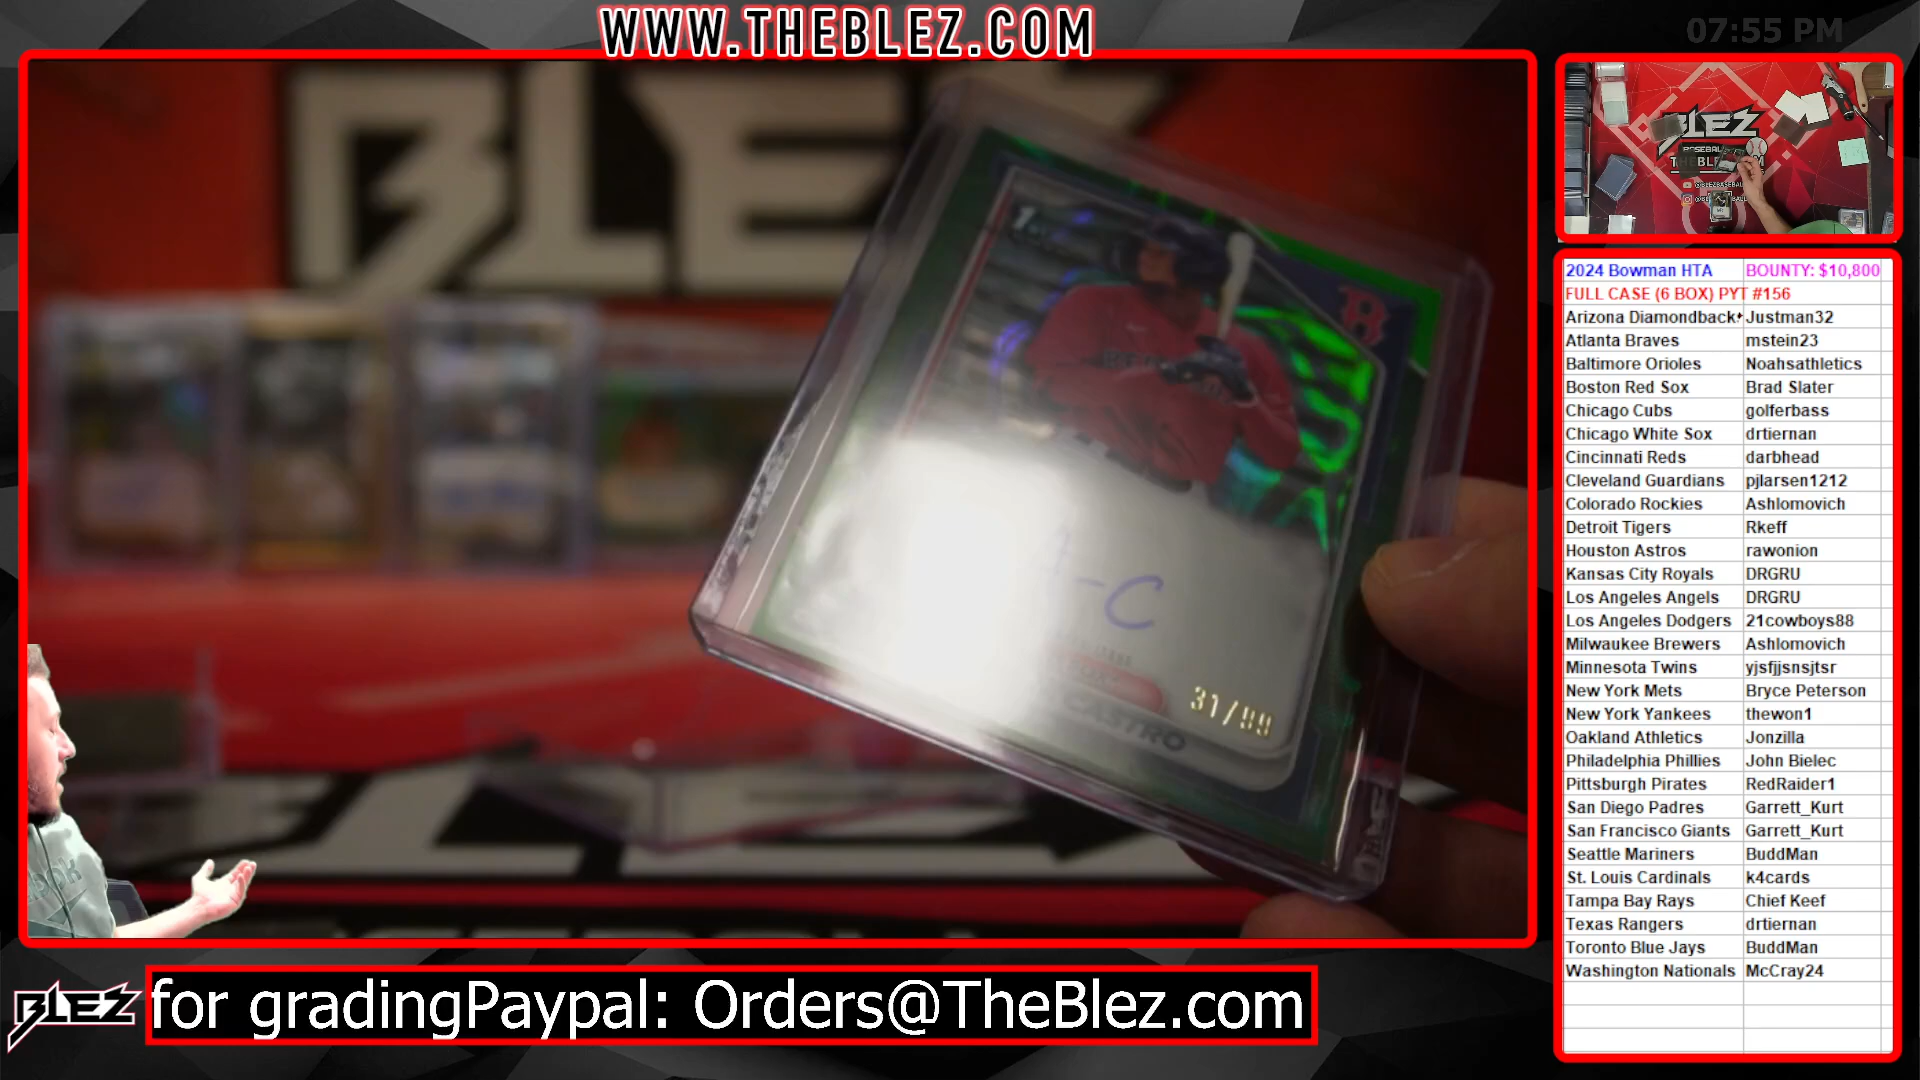 WWW.THEBLEZ.COM
07:55 PM
BLEZ
1st
B
CASTRO
31/99
BLEZ
BASEBALL
2024 Bowman HTA BOUNTY: $10,800
FULL CASE (6 BOX) PYT #156
Arizona Diamondback Justman32
Atlanta Braves mstein23
Baltimore Orioles Noahsathletics
Boston Red Sox Brad Slater
Chicago Cubs golferbass
Chicago White Sox drtiernan
Cincinnati Reds darbhead
Cleveland Guardians pjlarsen1212
Colorado Rockies Ashlomovich
Detroit Tigers Rkeff
Houston Astros rawonion
Kansas City Royals DRGRU
Los Angeles Angels DRGRU
Los Angeles Dodgers 21cowboys88
Milwaukee Brewers Ashlomovich
Minnesota Twins yjsfjjsnsjtsr
New York Mets Bryce Peterson
New York Yankees thewon1
Oakland Athletics Jonzilla
Philadelphia Phillies John Bielec
Pittsburgh Pirates RedRaider1
San Diego Padres Garrett_Kurt
San Francisco Giants Garrett_Kurt
Seattle Mariners BuddMan
St. Louis Cardinals k4cards
Tampa Bay Rays Chief Keef
Texas Rangers drtiernan
Toronto Blue Jays BuddMan
Washington Nationals McCray24
BLEZ
for gradingPaypal: Orders@TheBlez.com